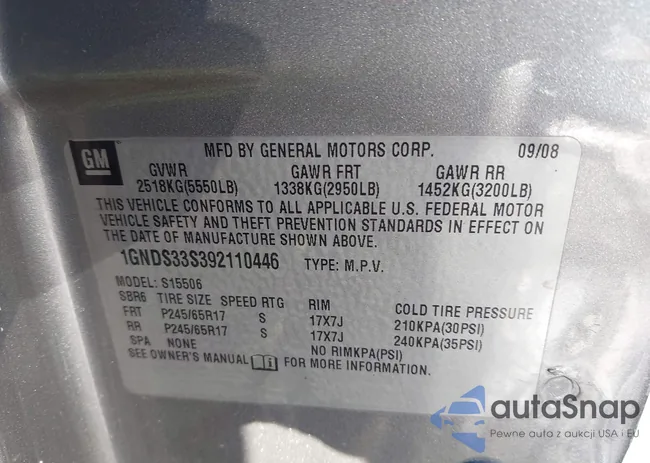 GM
MFD BY GENERAL MOTORS CORP. 09/08
GVWR GAWR FRT GAWR RR
2518KG(5550LB) 1338KG(2950LB) 1452KG(3200LB)
THIS VEHICLE CONFORMS TO ALL APPLICABLE U.S. FEDERAL MOTOR
VEHICLE SAFETY AND THEFT PREVENTION STANDARDS IN EFFECT ON
THE DATE OF MANUFACTURE SHOWN ABOVE.
1GNDS33S392110446 TYPE: M.P.V.
MODEL: S15506
SBR6 TIRE SIZE SPEED RTG RIM COLD TIRE PRESSURE
FRT P245/65R17 S 17X7J 210KPA(30PSI)
RR P245/65R17 S 17X7J 240KPA(35PSI)
SPA NONE NO RIMKPA(PSI)
SEE OWNER'S MANUAL FOR MORE INFORMATION.
autaSnap
Pewne auta z aukcji USA i EU